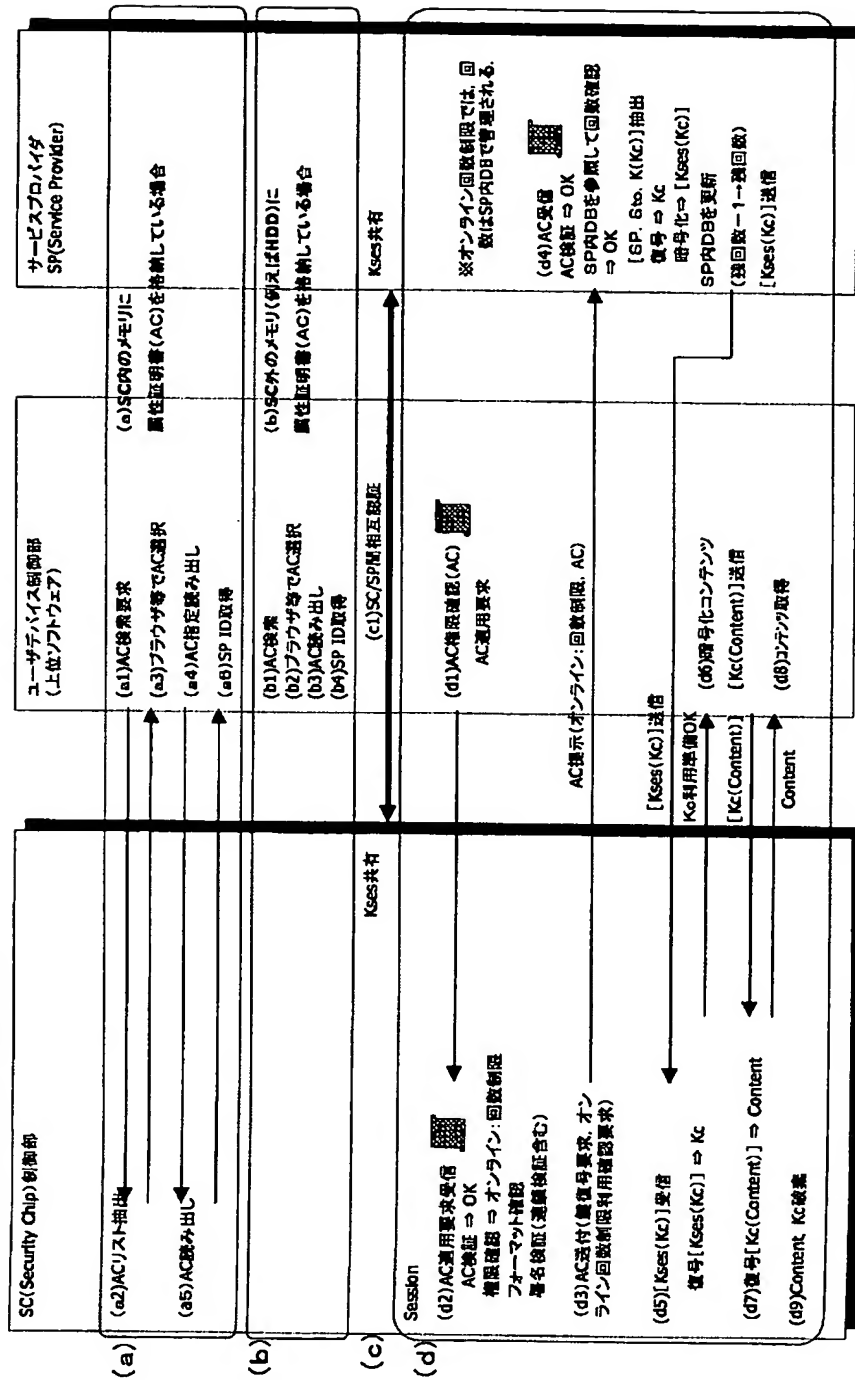 SC(Security Chip)制御部
ユーザデバイス制御部
(上位ソフトウェア)
サービスプロバイダ
SP(Service Provider)
(a)
(a1)AC検索要求
(a2)ACリスト抽出
(a3)ブラウザ等でAC選択
(a4)AC指定読み出し
(a5)AC読み出し
(a6)SP ID取得
(a)SC内のメモリに
属性証明書(AC)を格納している場合
(b)
(b1)AC検索
(b2)ブラウザ等でAC選択
(b3)AC読み出し
(b4)SP ID取得
(b)SC外のメモリ(例えばHDD)に
属性証明書(AC)を格納している場合
(c)
Kses共有
(c1)SC/SP間相互認証
Kses共有
(d)
Session
(d1)AC権限確認(AC)
AC適用要求
(d2)AC適用要求受信
AC検証 ⇒ OK
権限確認 ⇒ オンライン:回数制限
フォーマット確認
署名検証(連鎖検証含む)
※オンライン回数制限では、回
数はSP内DBで管理される.
(d3)AC送付(鍵復号要求, オン
ライン回数制限利用確認要求)
AC提示(オンライン:回数制限, AC)
(d4)AC受信
AC検証 ⇒ OK
SP内DBを参照して回数確認
⇒ OK
[SP. Sto. K(Kc)]抽出
復号 ⇒ Kc
暗号化⇒ [Kses(Kc)]
SP内DBを更新
(残回数－1→残回数)
[Kses(Kc)]送信
[Kses(Kc)]送信
(d5)[Kses(Kc)]受信
復号[Kses(Kc)] ⇒ Kc
Kc利用準備OK
(d6)暗号化コンテンツ
[Kc(Content)]送信
[Kc(Content)]
(d7)復号[Kc(Content)] ⇒ Content
Content
(d8)コンテンツ取得
(d9)Content, Kc破棄